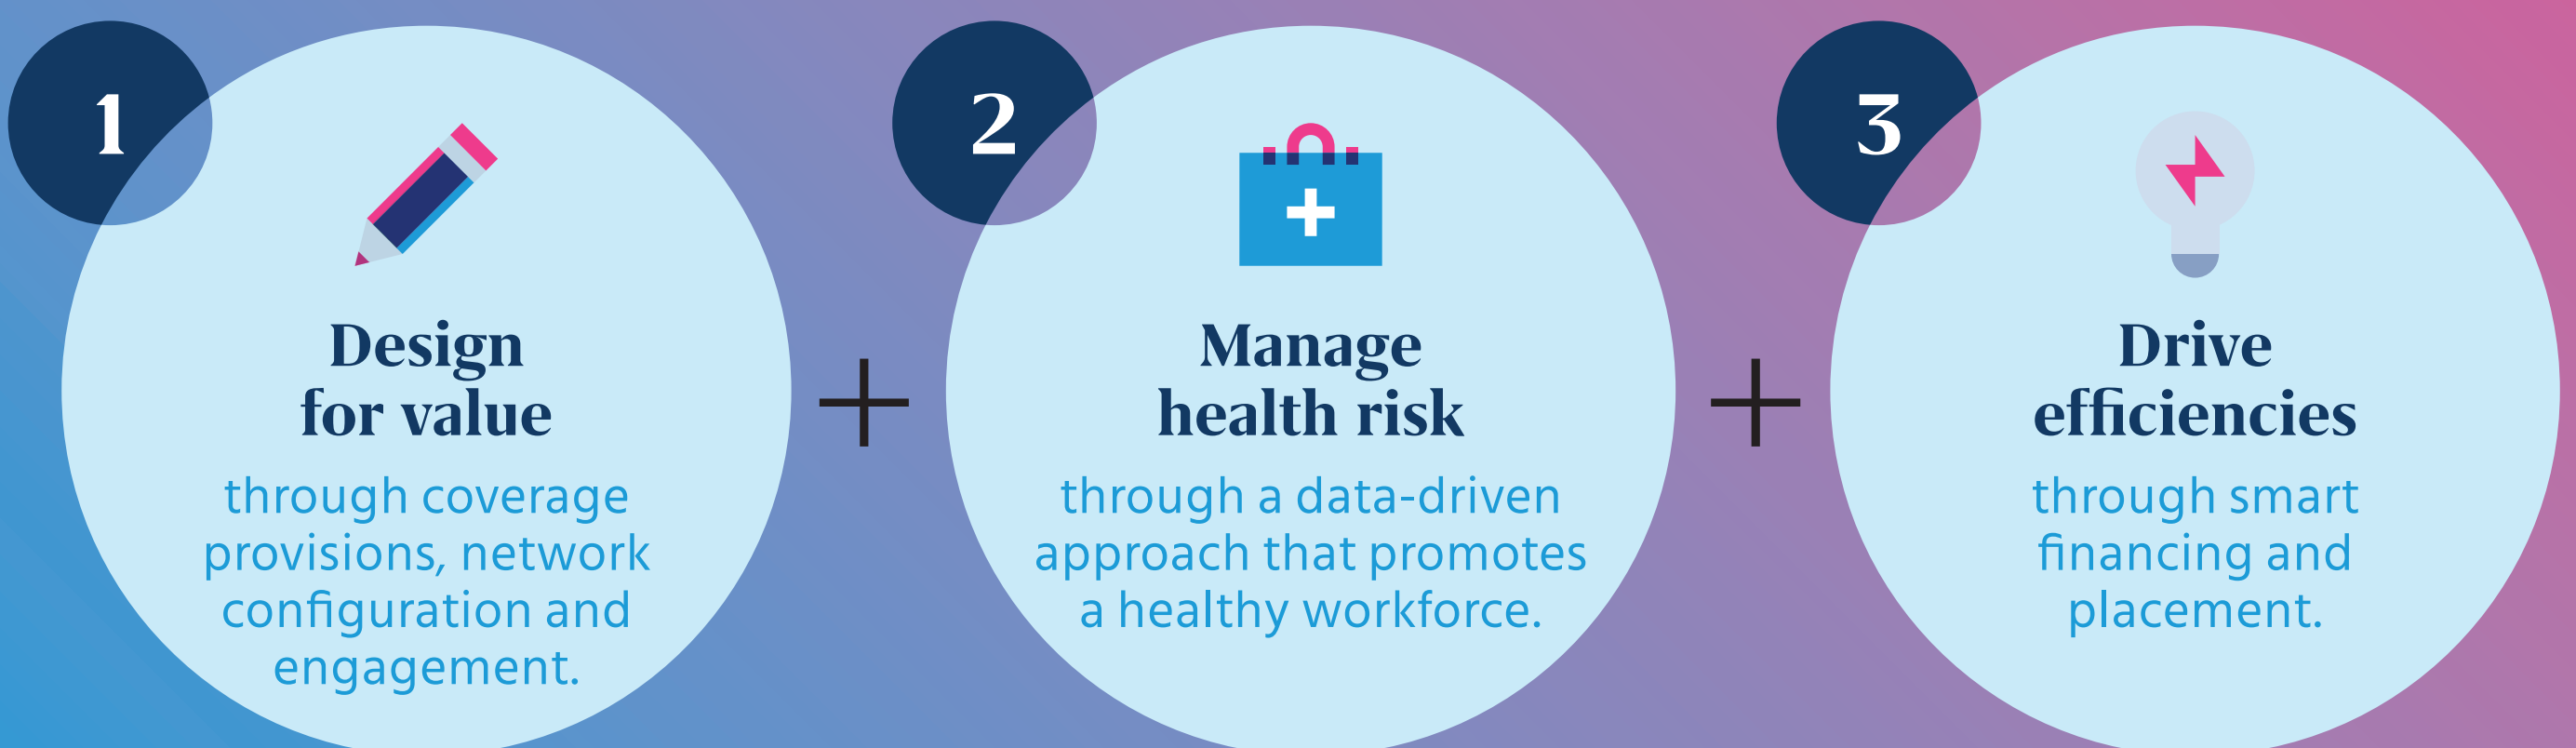 1
Design
for value
through coverage
provisions, network
configuration and
engagement.
+
2
Manage
health risk
through a data-driven
approach that promotes
a healthy workforce.
+
3
Drive
efficiencies
through smart
financing and
placement.